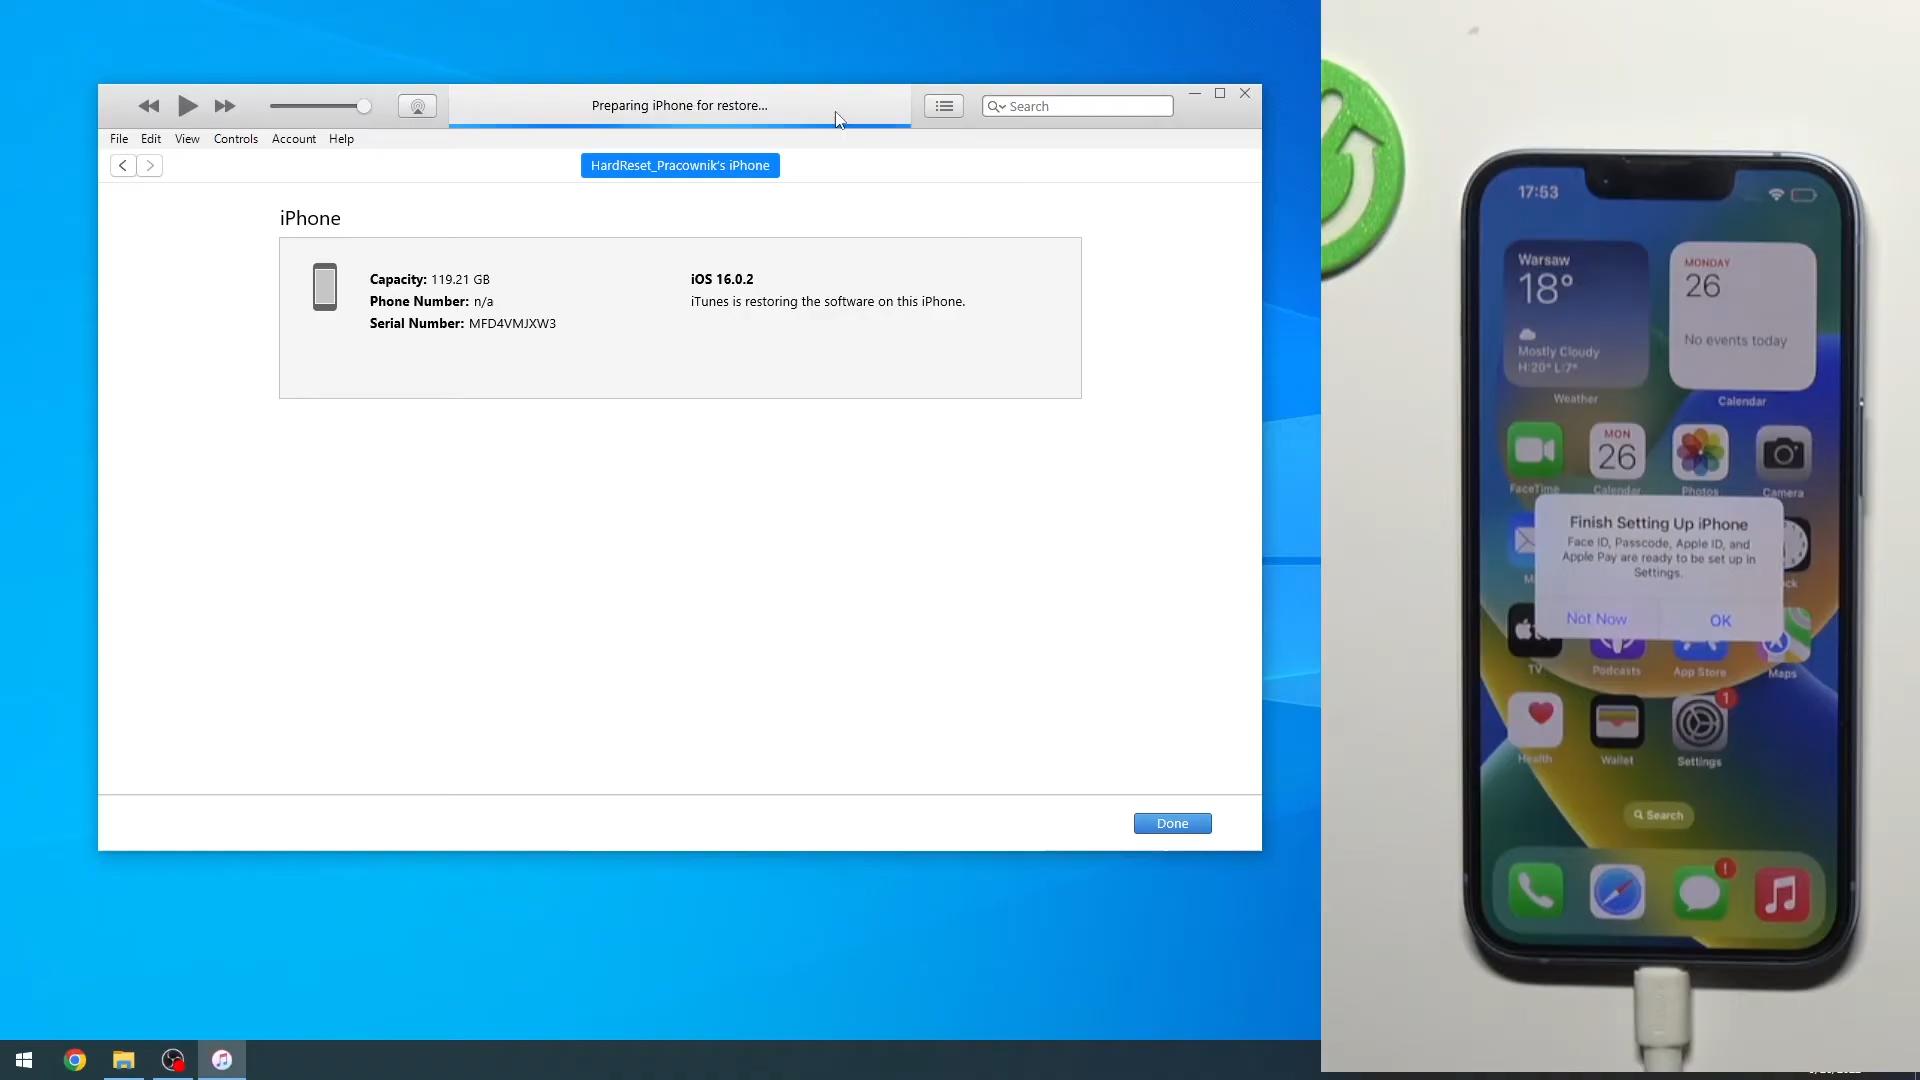 Preparing iPhone for restore...
Search
File Edit View Controls Account Help
HardReset_Pracownik's iPhone
iPhone
Capacity: 119.21 GB
Phone Number: n/a
Serial Number: MFD4VMJXW3
iOS 16.0.2
iTunes is restoring the software on this iPhone.
Done
17:53
Warsaw
18°
Mostly Cloudy
H:20° L:7°
Weather
MONDAY
26
No events today
Calendar
MON
26
FaceTime Calendar Photos Camera
Finish Setting Up iPhone
Face ID, Passcode, Apple ID, and
Apple Pay are ready to be set up in
Settings.
Not Now OK
TV Podcasts App Store Maps
1
Health Wallet Settings
Search